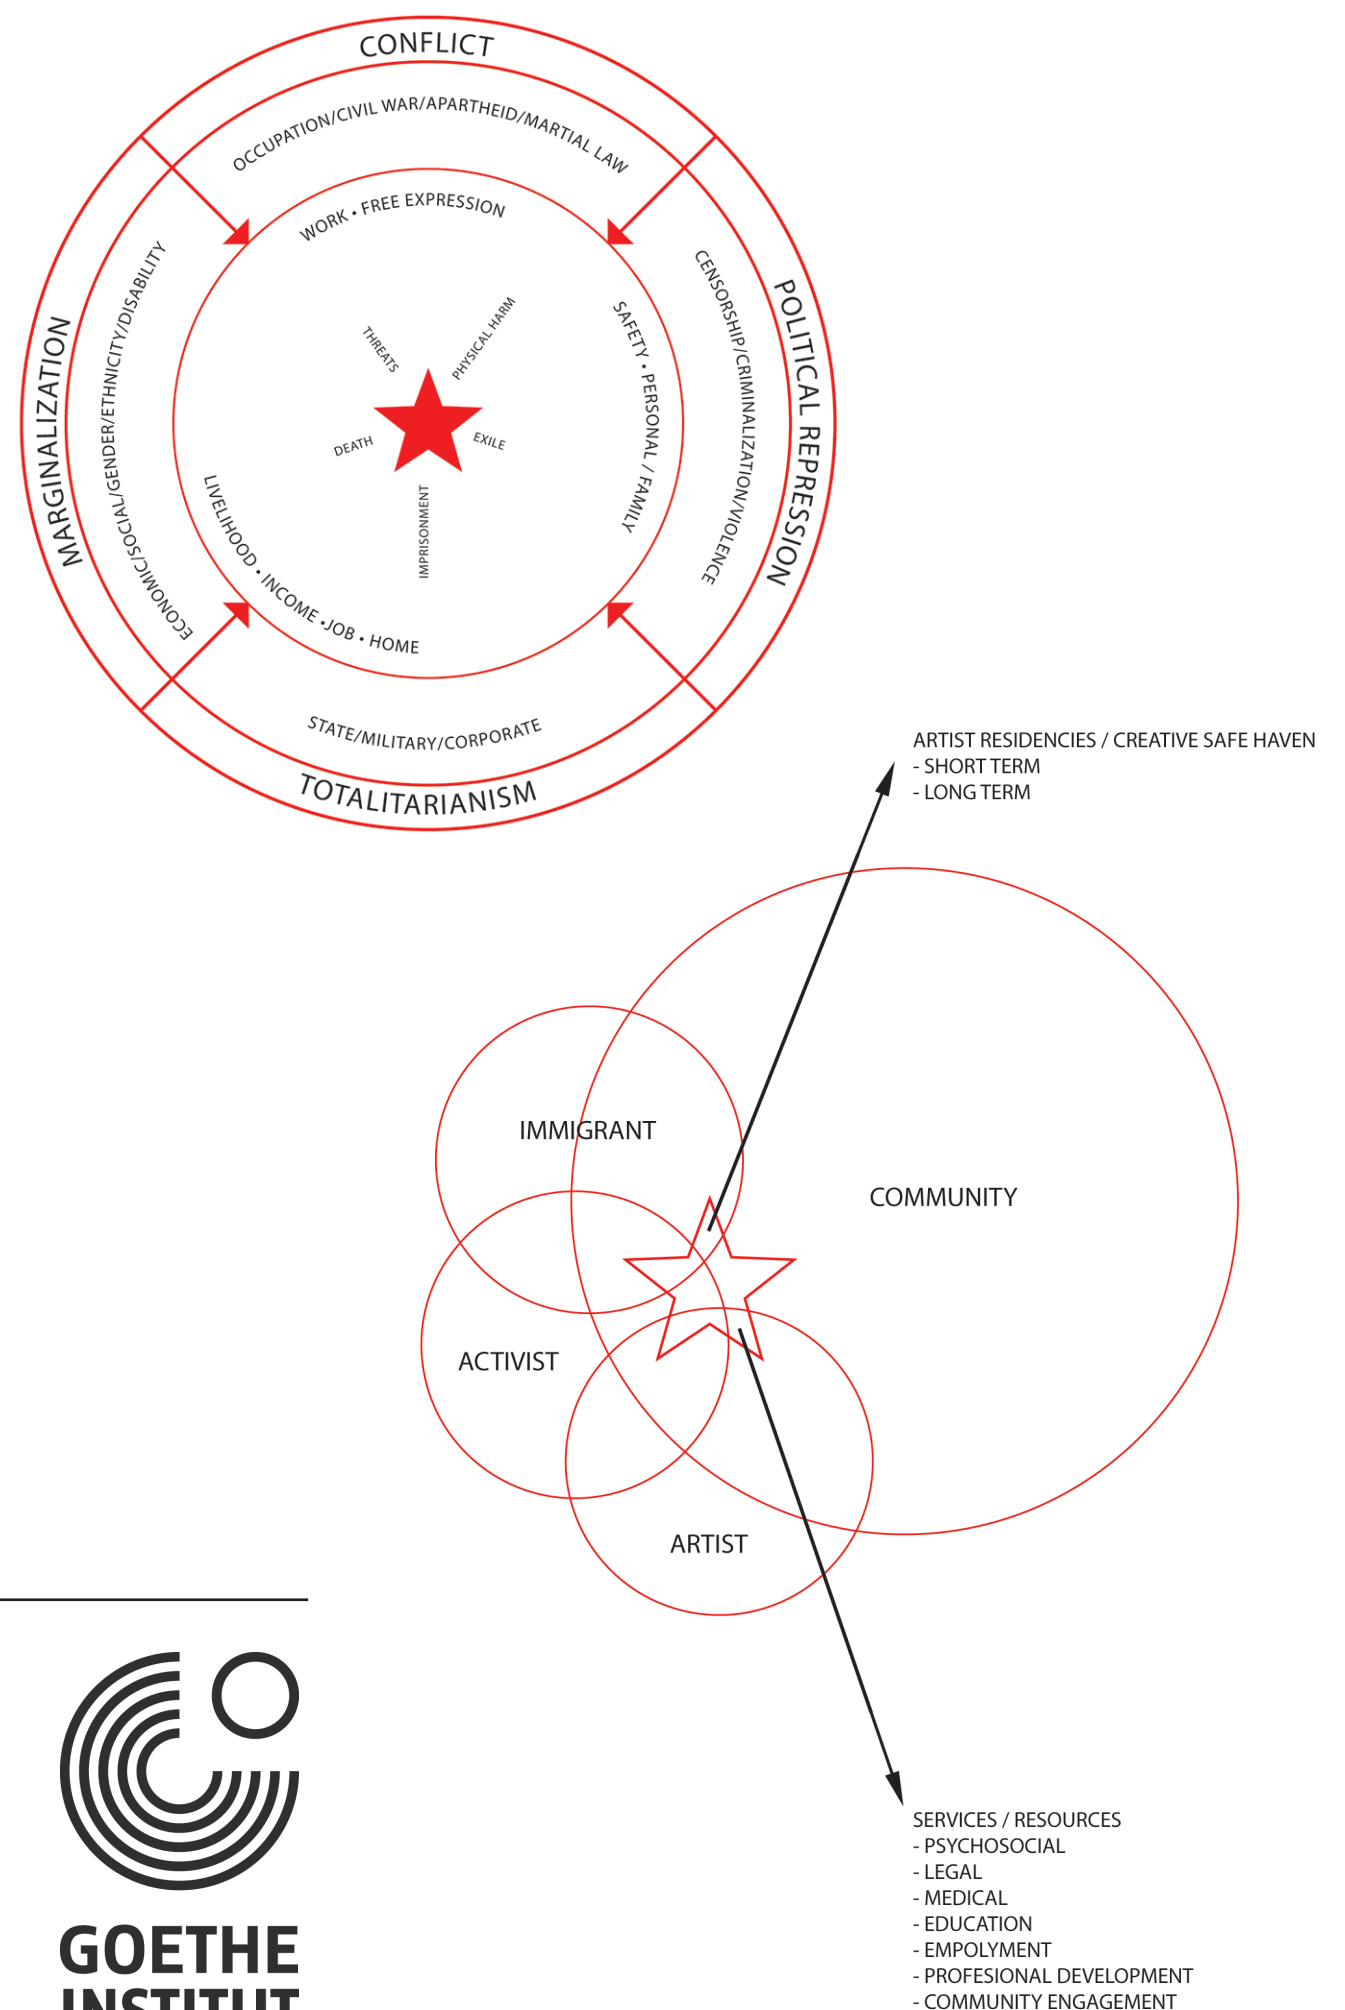 CONFLICT
OCCUPATION/CIVIL WAR/APARTHEID/MARTIAL LAW
WORK • FREE EXPRESSION
POLITICAL REPRESSION
CENSORSHIP/CRIMINALIZATION/VIOLENCE
SAFETY • PERSONAL / FAMILY
MARGINALIZATION
ECONOMIC/SOCIAL/GENDER/ETHNICITY/DISABILITY
LIVELIHOOD • INCOME •JOB • HOME
THREATS
PHYSICAL HARM
DEATH
EXILE
IMPRISONMENT
STATE/MILITARY/CORPORATE
TOTALITARIANISM
ARTIST RESIDENCIES / CREATIVE SAFE HAVEN
- SHORT TERM
- LONG TERM
IMMIGRANT
COMMUNITY
ACTIVIST
ARTIST
SERVICES / RESOURCES
- PSYCHOSOCIAL
- LEGAL
- MEDICAL
- EDUCATION
- EMPOLYMENT
- PROFESIONAL DEVELOPMENT
- COMMUNITY ENGAGEMENT
GOETHE
INSTITUT